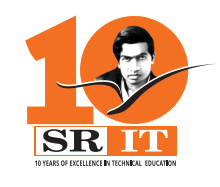 10
SR IT
10 YEARS OF EXCELLENCE IN TECHNICAL EDUCATION